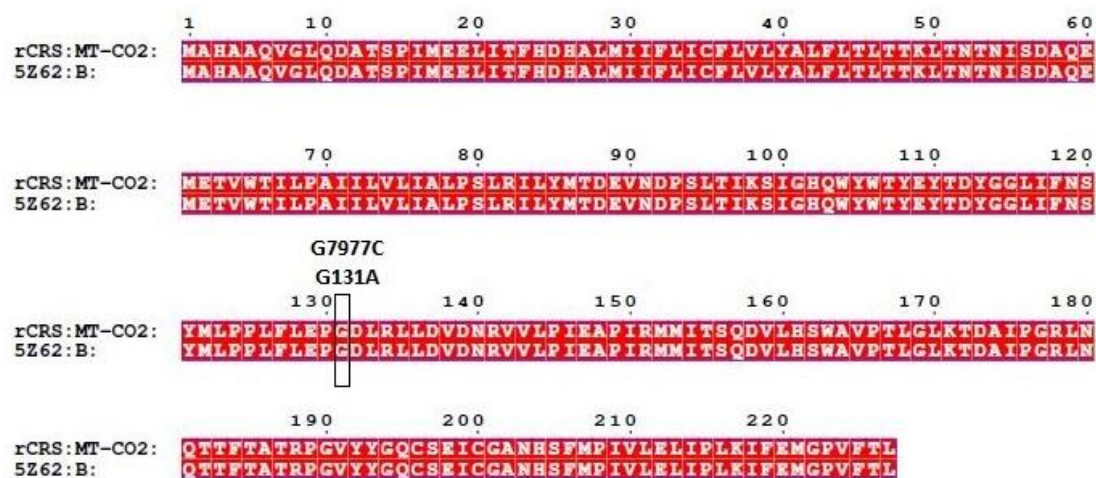 1 10 20 30 40 50 60
rCRS:MT-CO2: MAHAAQVGLQDATSPIMEELITFHDHALMIIFLICFLVLYALFLTLTTKLTNTNISDAQE
5Z62:B: MAHAAQVGLQDATSPIMEELITFHDHALMIIFLICFLVLYALFLTLTTKLTNTNISDAQE
70 80 90 100 110 120
rCRS:MT-CO2: METVWTILPAIILVLIALPSLRILYMTDEVNDPSLTIKSIGHQWYWTYEYTDYGGLIFNS
5Z62:B: METVWTILPAIILVLIALPSLRILYMTDEVNDPSLTIKSIGHQWYWTYEYTDYGGLIFNS
G7977C
G131A
130 140 150 160 170 180
rCRS:MT-CO2: YMLPPLFLEPGDLRLLDVDNRVVLPIEAPIRMMITSQDVLHSWAVPTLGLKTDAIPGRLN
5Z62:B: YMLPPLFLEPGDLRLLDVDNRVVLPIEAPIRMMITSQDVLHSWAVPTLGLKTDAIPGRLN
190 200 210 220
rCRS:MT-CO2: QTTFTATRPGVYYGQCSEICGANHSFMPIVLELIPLKIFEMGPVFTL
5Z62:B: QTTFTATRPGVYYGQCSEICGANHSFMPIVLELIPLKIFEMGPVFTL